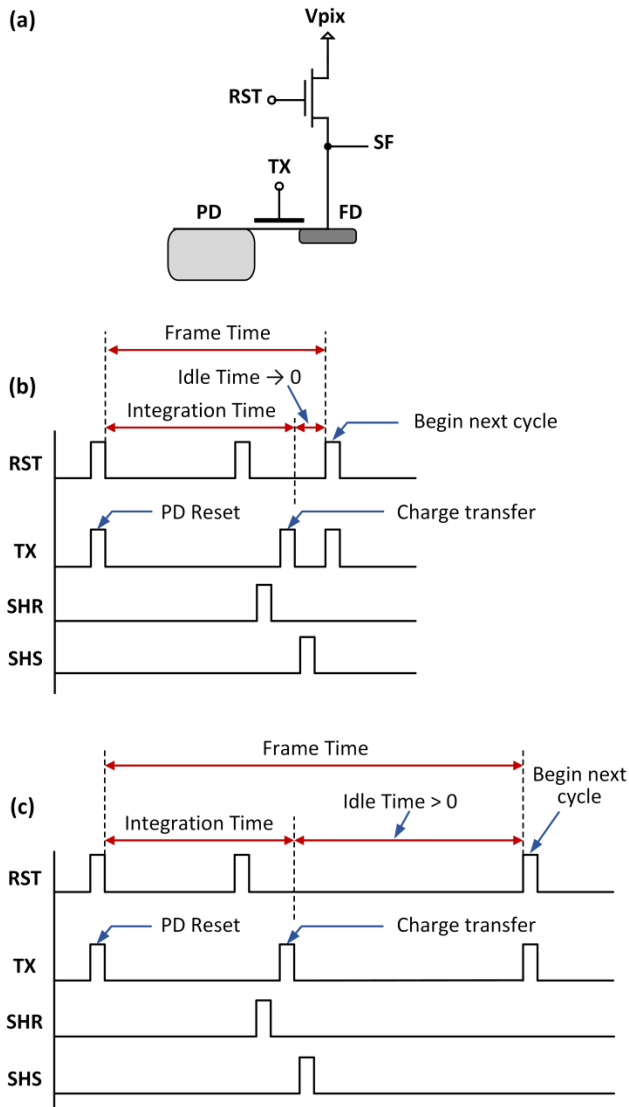 (a)
Vpix
RST
SF
TX
PD
FD
Frame Time
(b)
Idle Time → 0
Integration Time
Begin next cycle
RST
PD Reset
Charge transfer
TX
SHR
SHS
Frame Time
Begin next
cycle
(c)
Idle Time > 0
Integration Time
RST
PD Reset
Charge transfer
TX
SHR
SHS